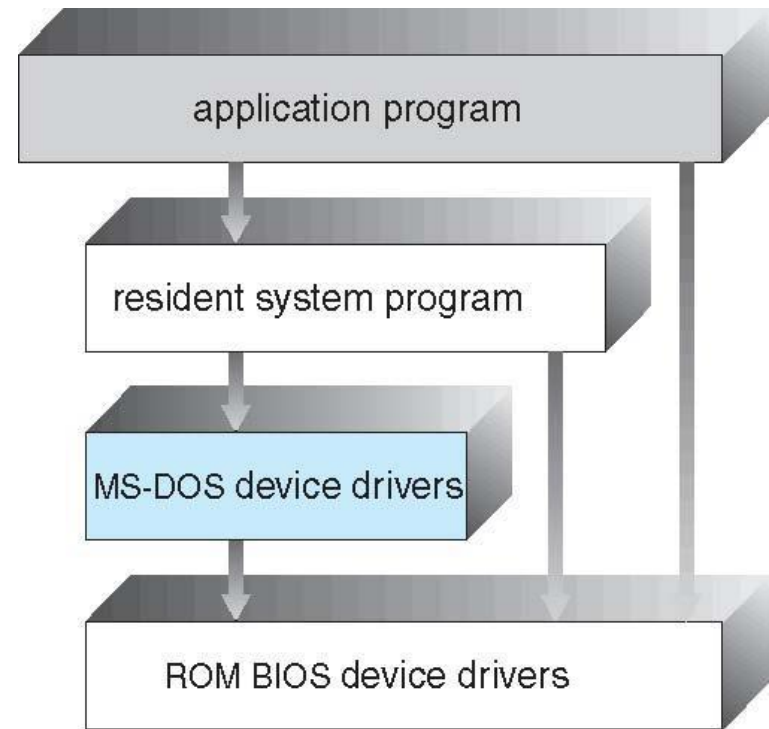 application program
resident system program
MS-DOS device drivers
ROM BIOS device drivers